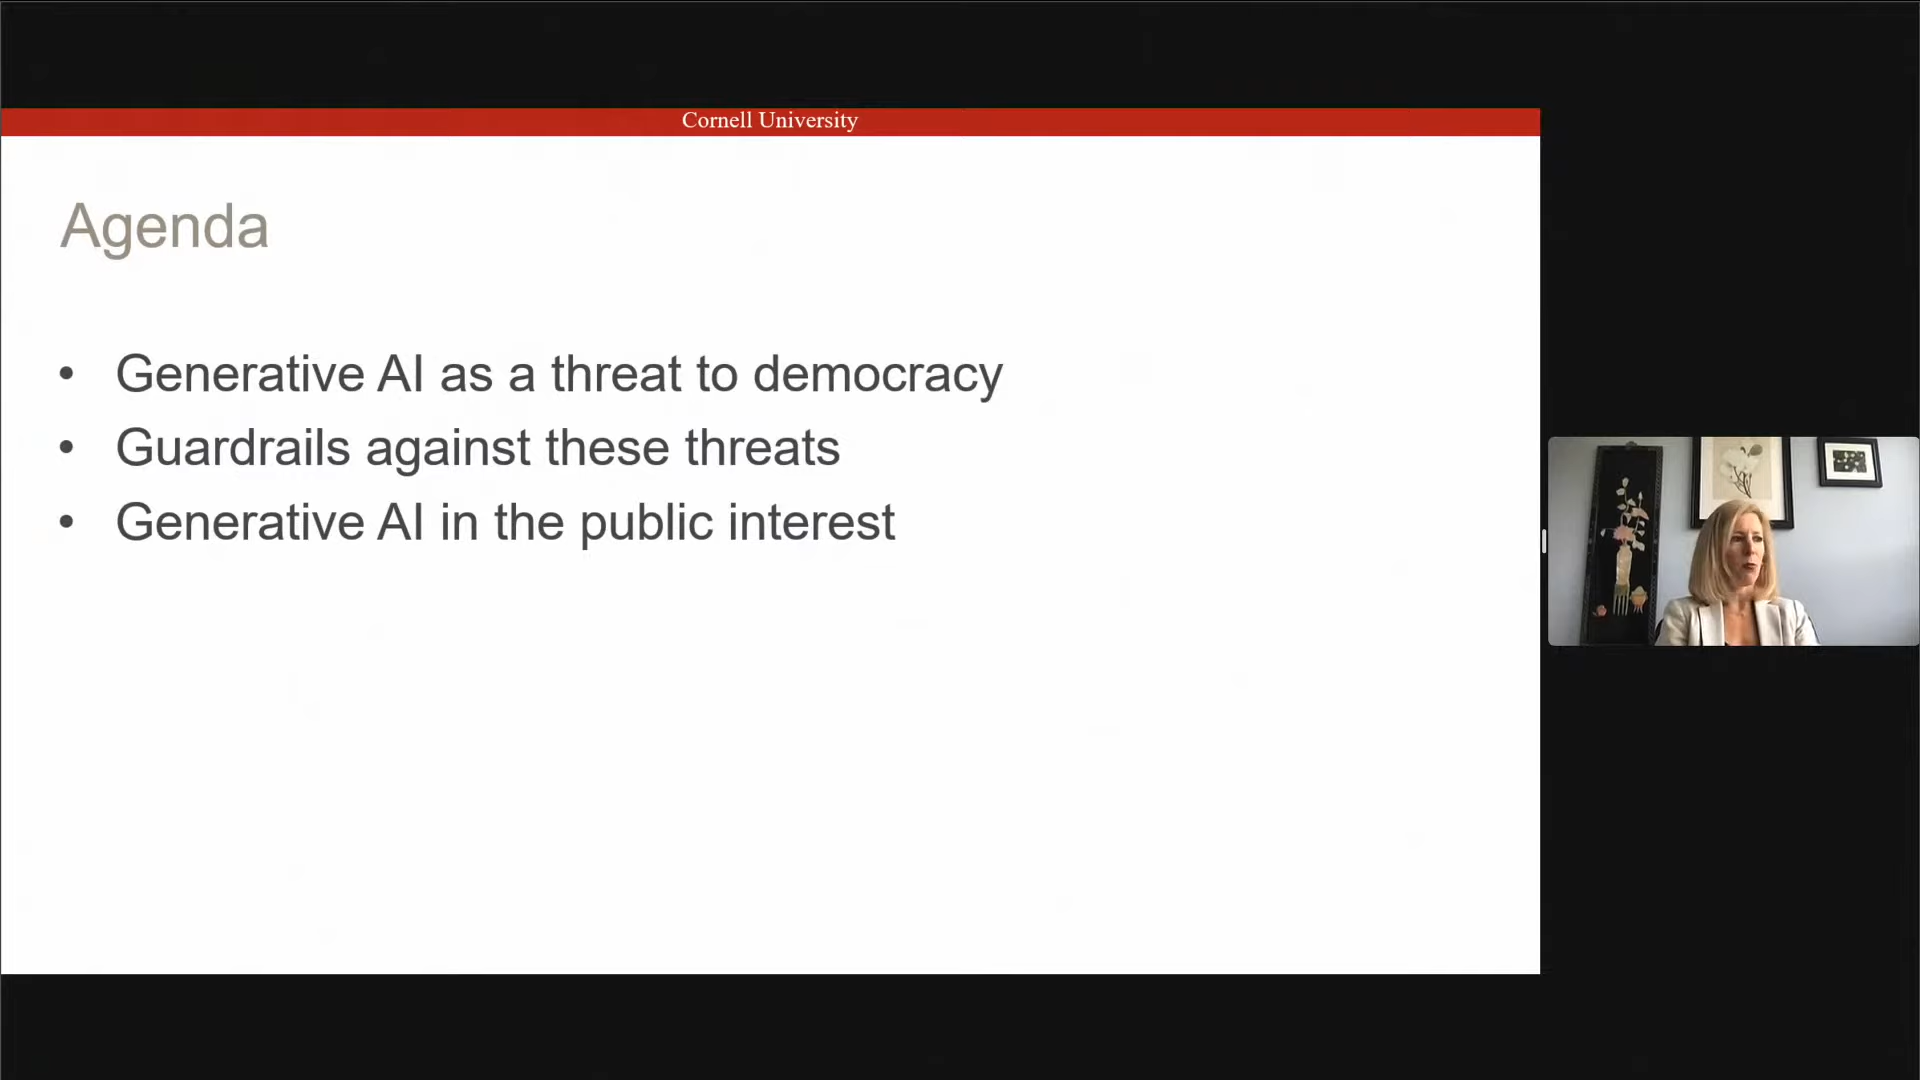 Cornell University
Agenda
• Generative AI as a threat to democracy
• Guardrails against these threats
• Generative AI in the public interest